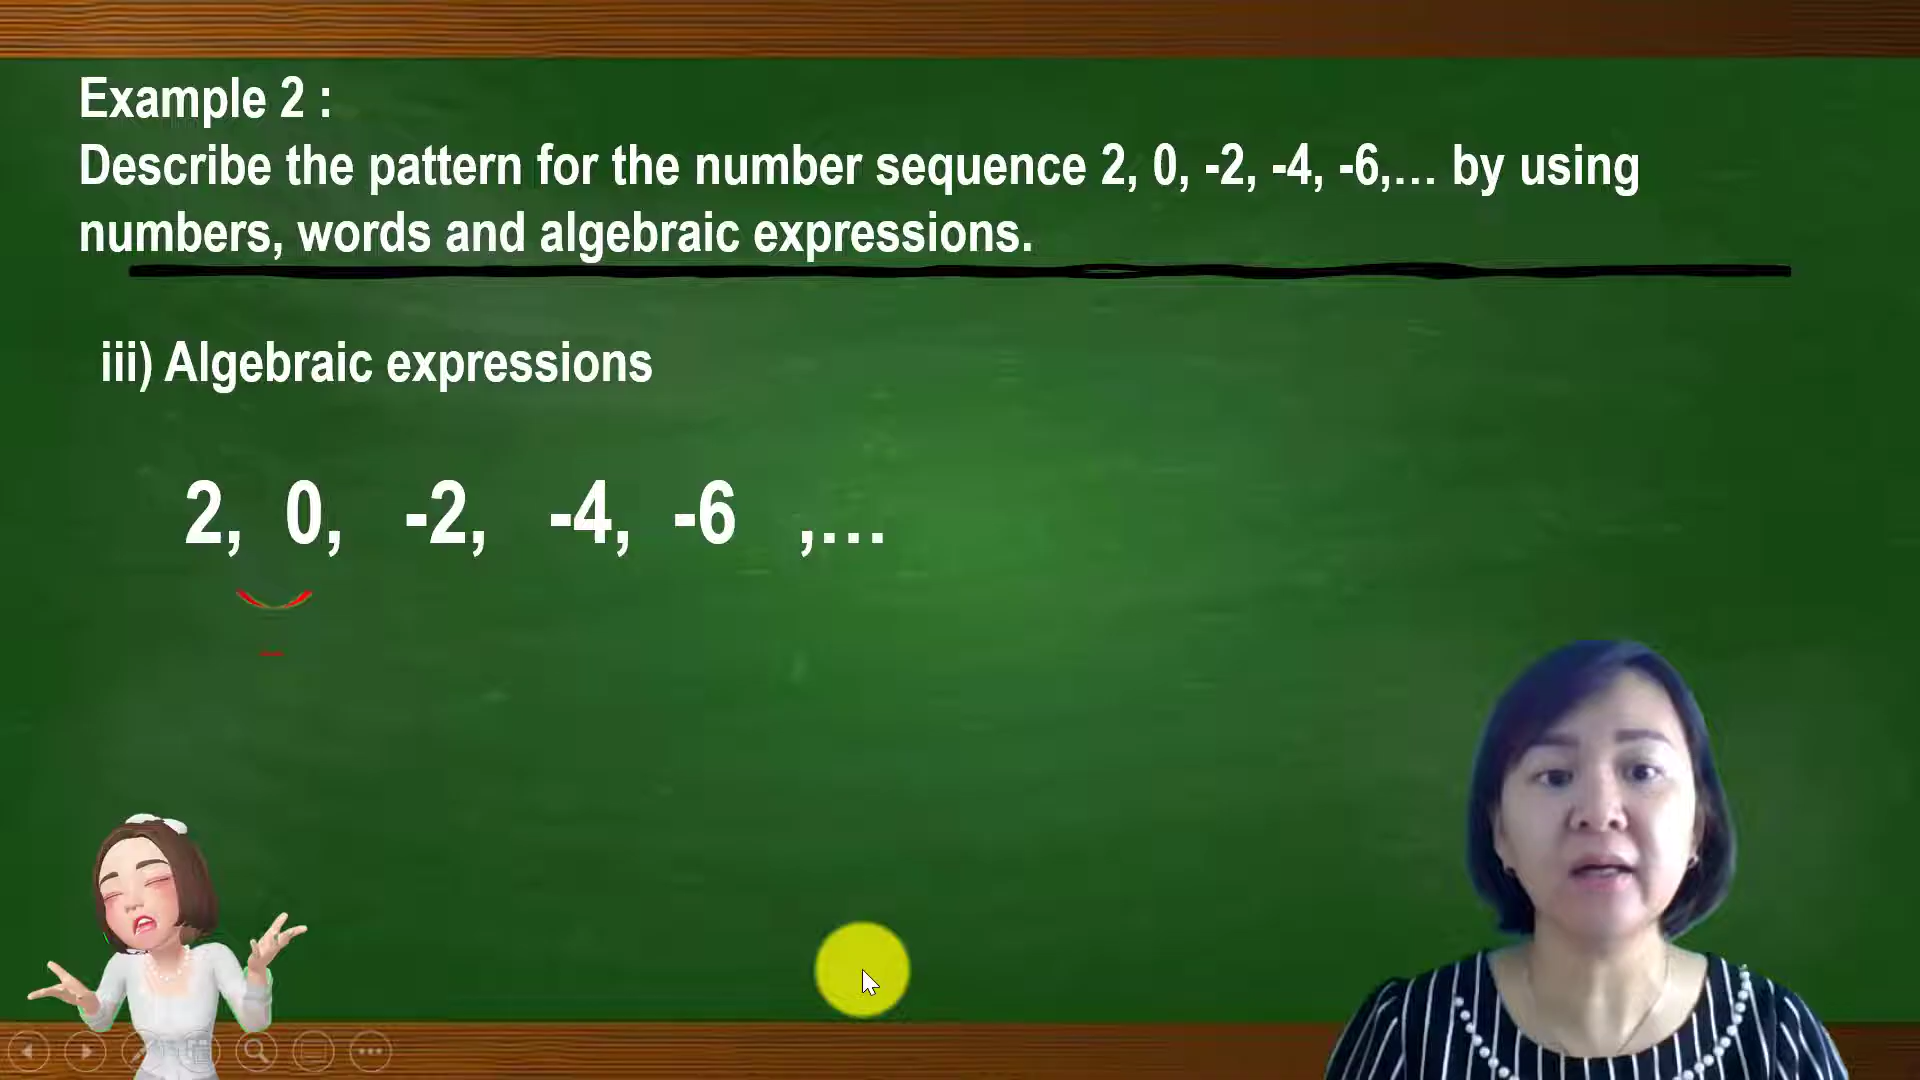 Example 2 :
Describe the pattern for the number sequence 2, 0, -2, -4, -6,... by using
numbers, words and algebraic expressions.
iii) Algebraic expressions
2, 0, -2, -4, -6 ,...